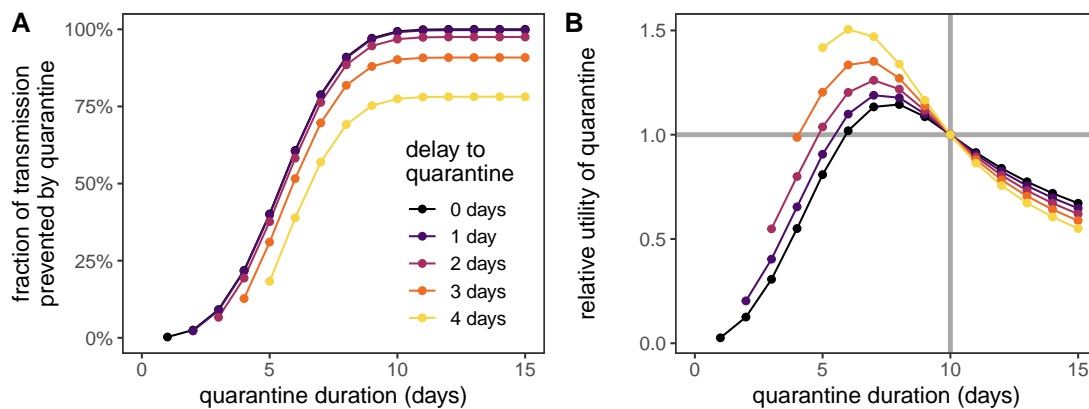 A
fraction of transmission
prevented by quarantine
100%
75%
50%
25%
0%
0
5
10
15
quarantine duration (days)
delay to
quarantine
0 days
1 day
2 days
3 days
4 days
B
relative utility of quarantine
1.5
1.0
0.5
0.0
0
5
10
15
quarantine duration (days)